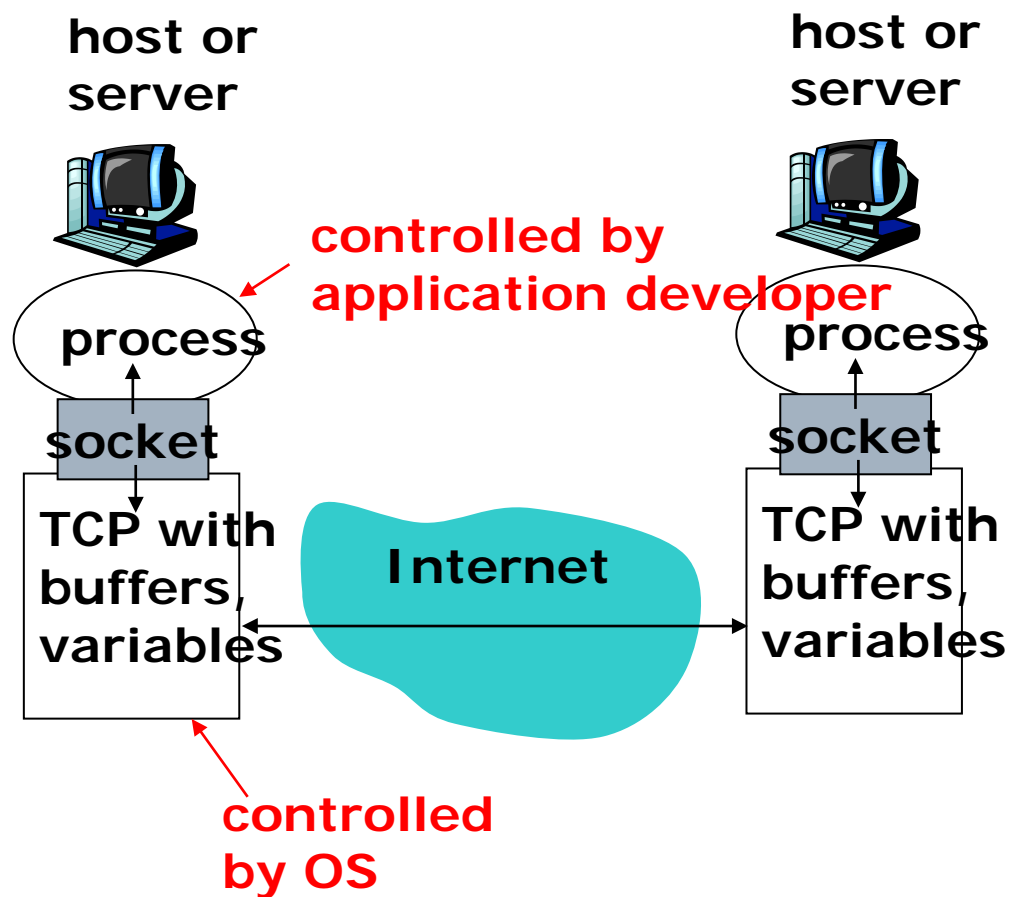 host or
server
host or
server
controlled by
application developer
process
process
socket
socket
TCP with
buffers,
variables
Internet
TCP with
buffers,
variables
controlled
by OS